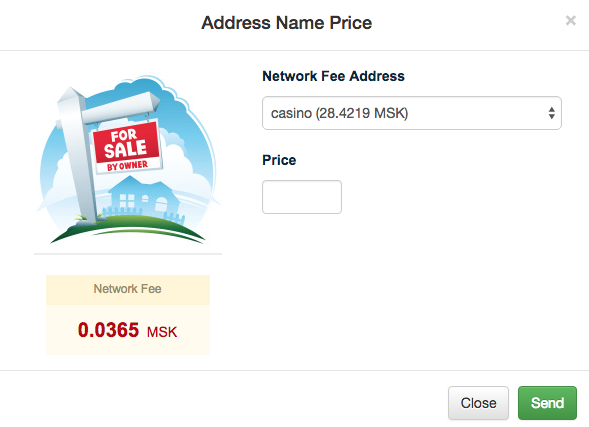 Address Name Price
×
FOR
SALE
BY OWNER
Network Fee Address
casino (28.4219 MSK)
Price
Network Fee
0.0365 MSK
Close
Send